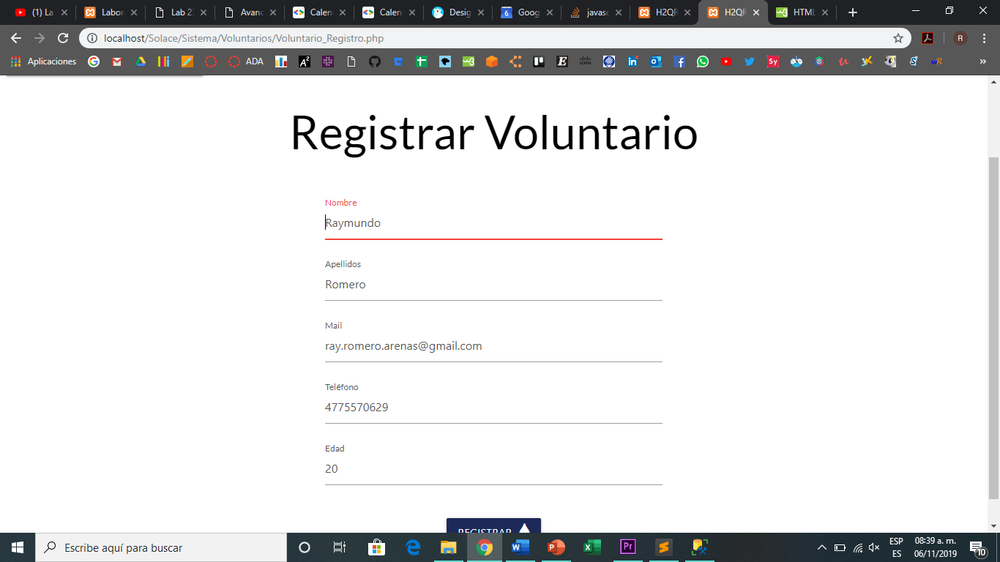 (1) La
Labor
Lab 2
Avanc
Calen
Calen
Desig
Goog
javasc
H2QR
H2QR
HTML
localhost/Solace/Sistema/Voluntarios/Voluntario_Registro.php
R
Aplicaciones
ADA
Registrar Voluntario
Nombre
Raymundo
Apellidos
Romero
Mail
ray.romero.arenas@gmail.com
Teléfono
4775570629
Edad
20
REGISTRAR
Escribe aquí para buscar
ESP
ES
08:39 a. m.
06/11/2019
10